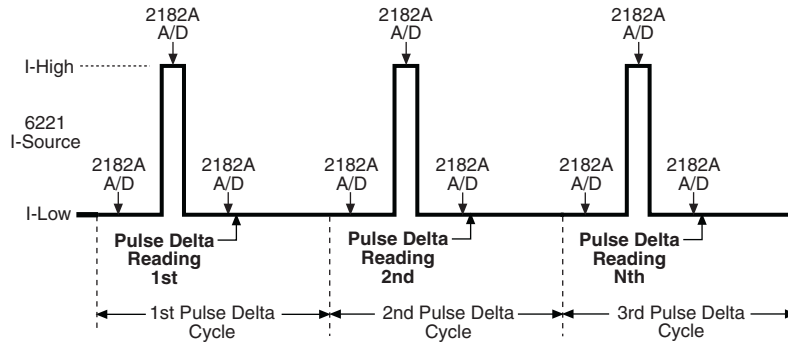 2182A
A/D
2182A
A/D
2182A
A/D
I-High
6221
I-Source
2182A
A/D
2182A
A/D
2182A
A/D
2182A
A/D
2182A
A/D
2182A
A/D
I-Low
Pulse Delta
Reading
1st
Pulse Delta
Reading
2nd
Pulse Delta
Reading
Nth
1st Pulse Delta
Cycle
2nd Pulse Delta
Cycle
3rd Pulse Delta
Cycle